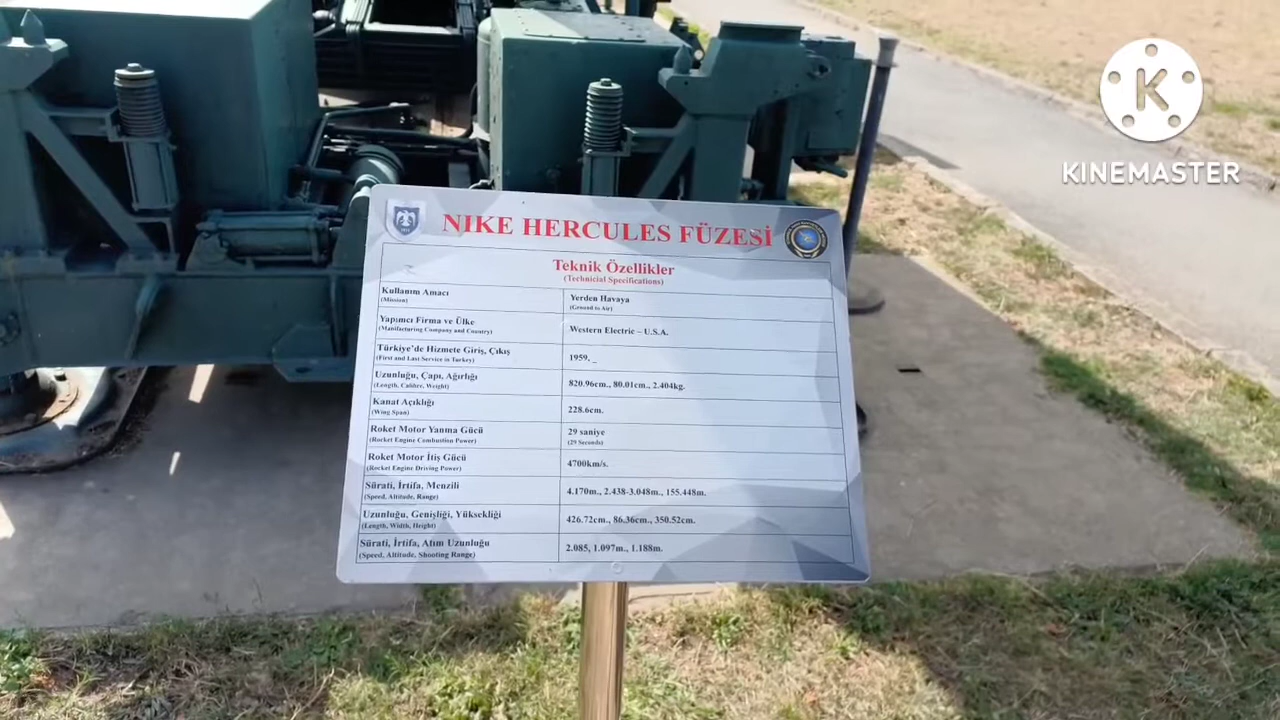 NIKE HERCULES FÜZESİ
Teknik Özellikler
(Technicial Specifications)
Kullanım Amacı
(Mission)
Yerden Havaya
(Ground to Air)
Yapımcı Firma ve Ülke
(Manifacturing Company and Country)
Western Electric – U.S.A.
Türkiye'de Hizmete Giriş, Çıkış
(First and Last Service in Turkey)
1959. _
Uzunluğu, Çapı, Ağırlığı
(Length, Calibre, Weight)
820.96cm., 80.01cm., 2.404kg.
Kanat Açıklığı
(Wing Span)
228.6cm.
Roket Motor Yanma Gücü
(Rocket Engine Combustion Power)
29 saniye
(29 Seconds)
Roket Motor İtiş Gücü
(Rocket Engine Driving Power)
4700km/s.
Sürati, İrtifa, Menzili
(Speed, Altitude, Range)
4.170m., 2.438-3.048m., 155.448m.
Uzunluğu, Genişliği, Yüksekliği
(Length, Width, Height)
426.72cm., 86.36cm., 350.52cm.
Sürati, İrtifa, Atım Uzunluğu
(Speed, Altitude, Shooting Range)
2.085, 1.097m., 1.188m.
K
KINEMASTER